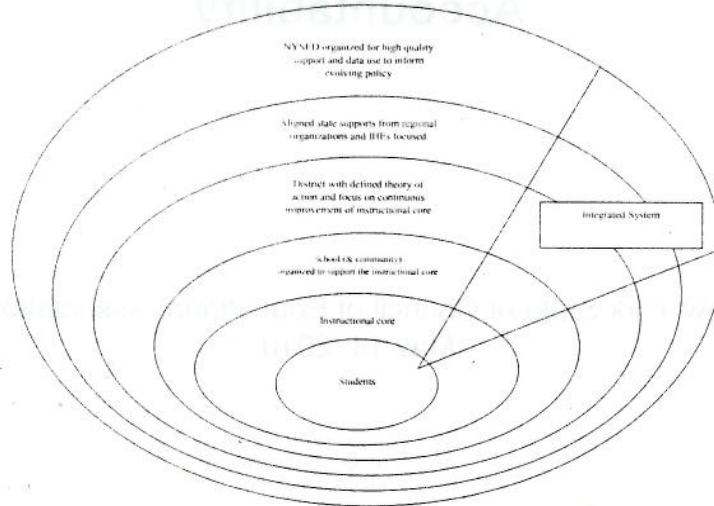 NYSED organized for high quality
support and data use to inform
evolving policy
Aligned state supports from regional
organizations and IHEs focused
District with defined theory of
action and focus on continuous
improvement of instructional core
Integrated System
School (& community)
organized to support the instructional core
Instructional core
Students